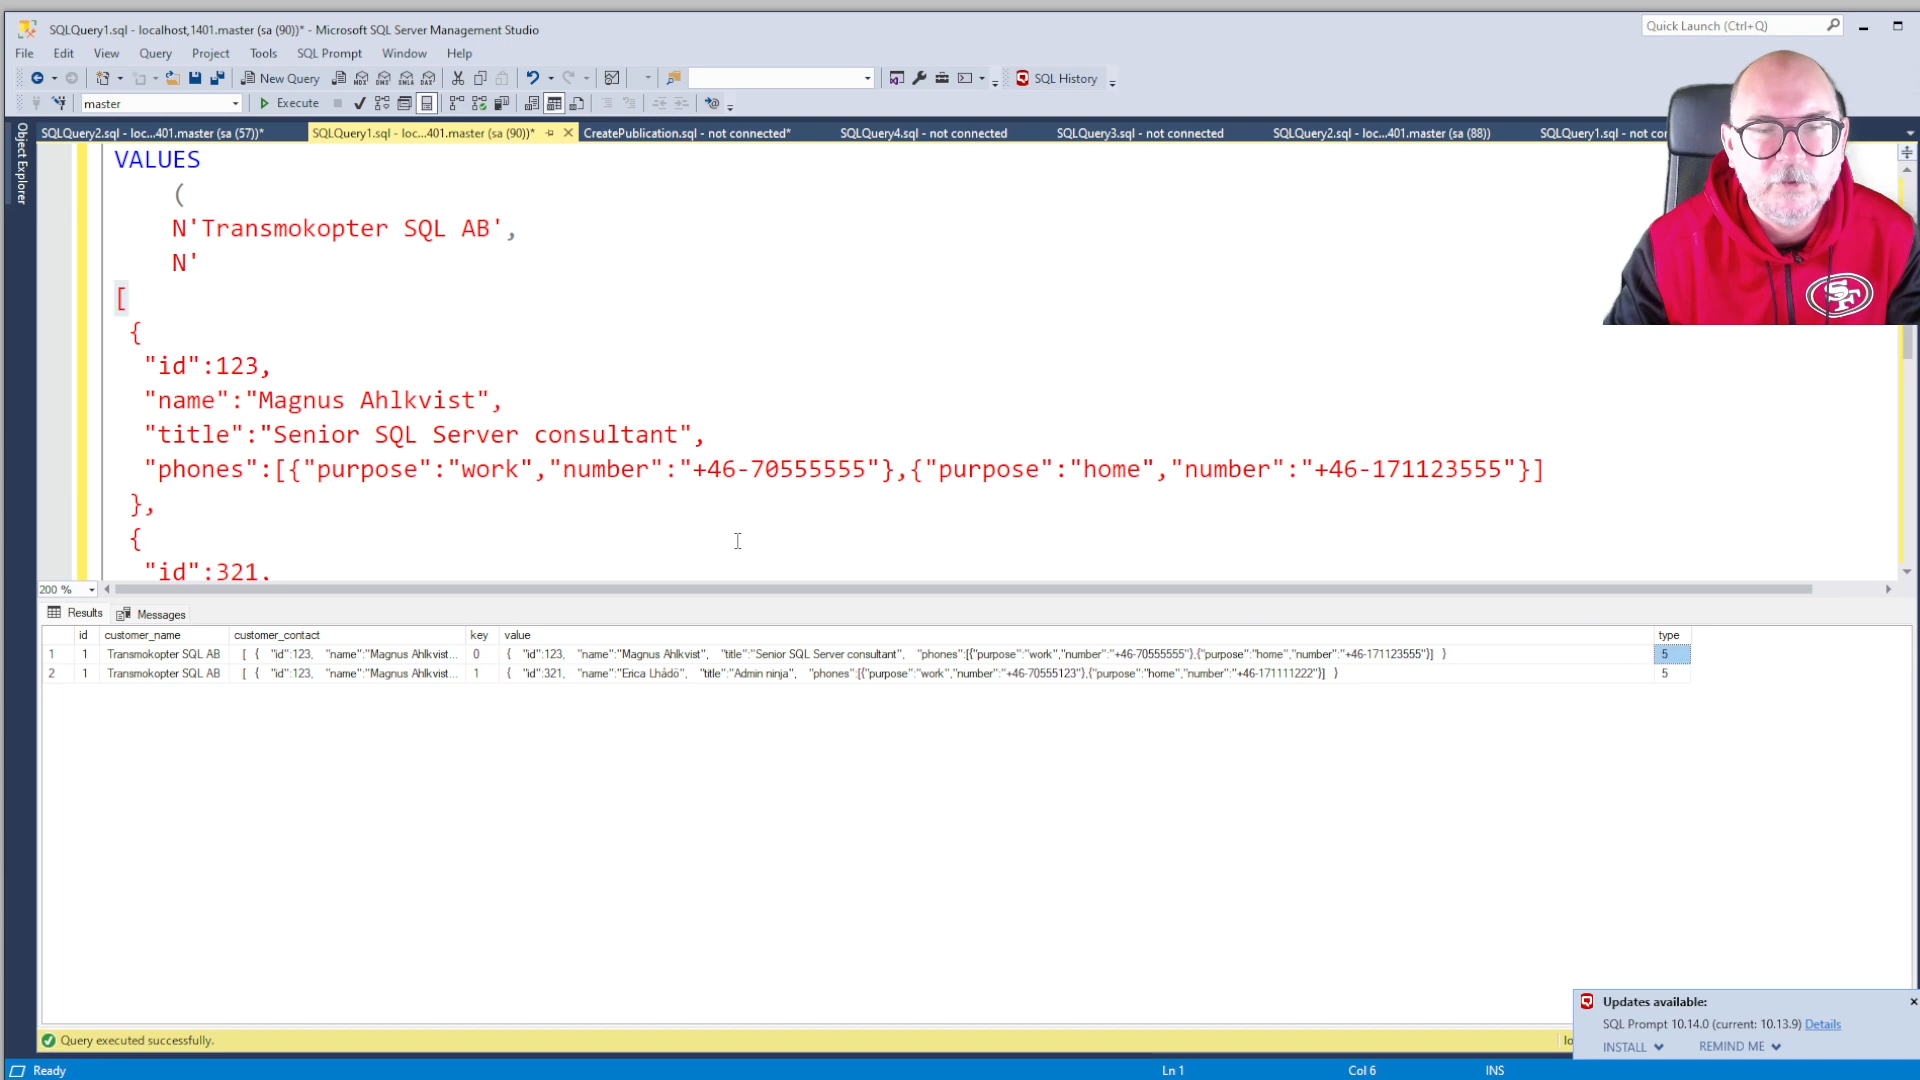 SQLQuery1.sql - localhost,1401.master (sa (90))* - Microsoft SQL Server Management Studio
Quick Launch (Ctrl+Q)
File Edit View Query Project Tools SQL Prompt Window Help
New Query SQL History
master Execute
SQLQuery2.sql - loc...401.master (sa (57))* SQLQuery1.sql - loc...401.master (sa (90))* CreatePublication.sql - not connected* SQLQuery4.sql - not connected SQLQuery3.sql - not connected SQLQuery2.sql - loc...401.master (sa (88)) SQLQuery1.sql - not con
Object Explorer
VALUES
(
N'Transmokopter SQL AB',
N'
[
{
"id":123,
"name":"Magnus Ahlkvist",
"title":"Senior SQL Server consultant",
"phones":[{"purpose":"work","number":"+46-70555555"},{"purpose":"home","number":"+46-171123555"}]
},
{
"id":321,
SF
200 %
Results Messages
id customer_name customer_contact key value type
1 1 Transmokopter SQL AB [ { "id":123, "name":"Magnus Ahlkvist... 0 { "id":123, "name":"Magnus Ahlkvist", "title":"Senior SQL Server consultant", "phones":[{"purpose":"work","number":"+46-70555555"},{"purpose":"home","number":"+46-171123555"}] } 5
2 1 Transmokopter SQL AB [ { "id":123, "name":"Magnus Ahlkvist... 1 { "id":321, "name":"Erica Lhådö", "title":"Admin ninja", "phones":[{"purpose":"work","number":"+46-70555123"},{"purpose":"home","number":"+46-171111222"}] } 5
Updates available:
SQL Prompt 10.14.0 (current: 10.13.9) Details
INSTALL REMIND ME
Query executed successfully. lo
Ready Ln 1 Col 6 INS